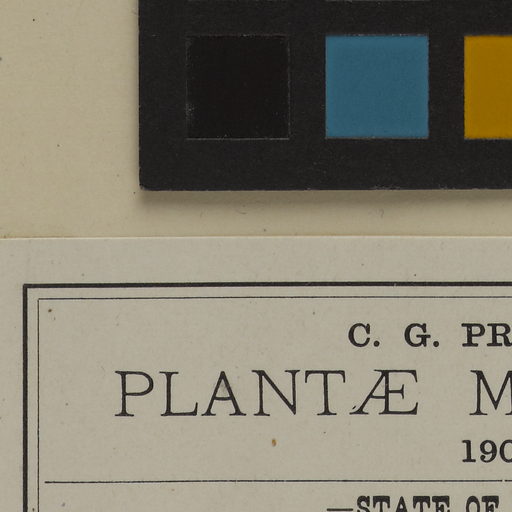 C. G. PR
PLANTÆ M
190
—STATE OF